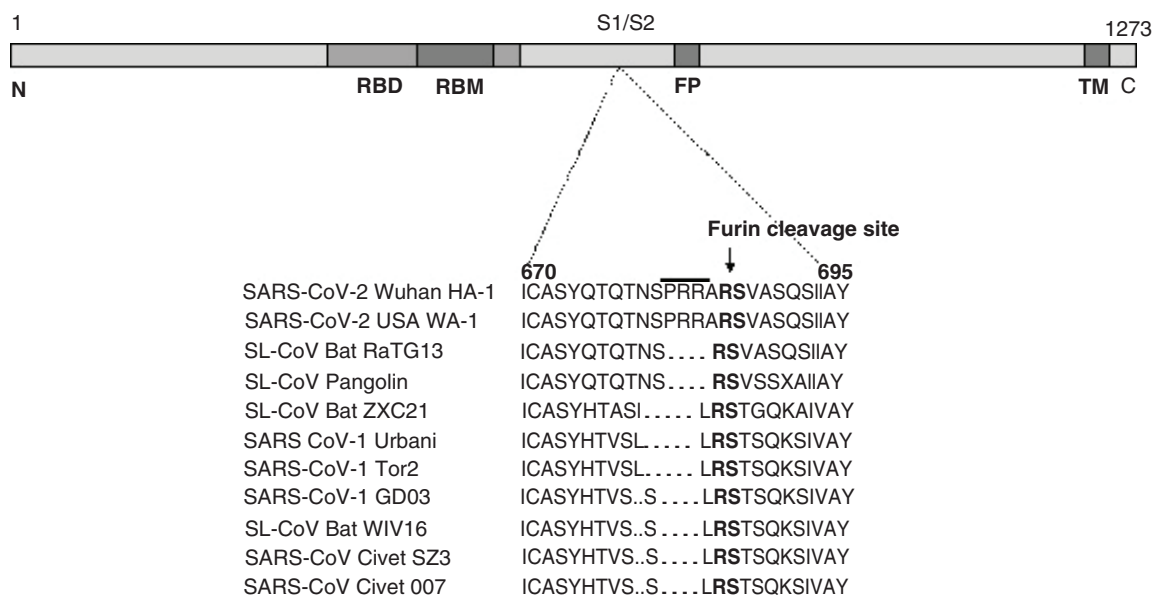 1 S1/S2 1273
N RBD RBM FP TM C
Furin cleavage site
670 695
SARS-CoV-2 Wuhan HA-1 ICASYQTQTNSPRRARSVASQSIIAY
SARS-CoV-2 USA WA-1 ICASYQTQTNSPRRARSVASQSIIAY
SL-CoV Bat RaTG13 ICASYQTQTNS.... RSVASQSIIAY
SL-CoV Pangolin ICASYQTQTNS.... RSVSSXAIIAY
SL-CoV Bat ZXC21 ICASYHTASI..... LRSTGQKAIVAY
SARS CoV-1 Urbani ICASYHTVSL..... LRSTSQKSIVAY
SARS-CoV-1 Tor2 ICASYHTVSL..... LRSTSQKSIVAY
SARS-CoV-1 GD03 ICASYHTVS..S....LRSTSQKSIVAY
SL-CoV Bat WIV16 ICASYHTVS..S....LRSTSQKSIVAY
SARS-CoV Civet SZ3 ICASYHTVS..S....LRSTSQKSIVAY
SARS-CoV Civet 007 ICASYHTVS..S....LRSTSQKSIVAY